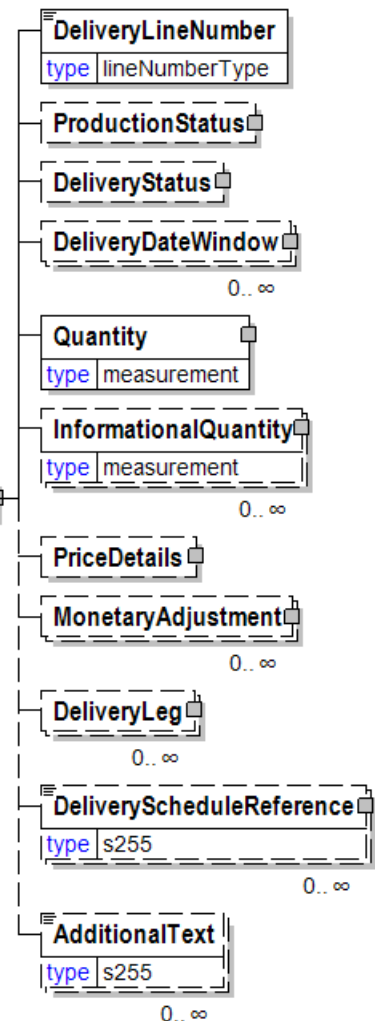 DeliveryLineNumber
type lineNumberType
ProductionStatus
DeliveryStatus
DeliveryDateWindow
0.. ∞
Quantity
type measurement
InformationalQuantity
type measurement
0.. ∞
PriceDetails
MonetaryAdjustment
0.. ∞
DeliveryLeg
0.. ∞
DeliveryScheduleReference
type s255
0.. ∞
AdditionalText
type s255
0.. ∞